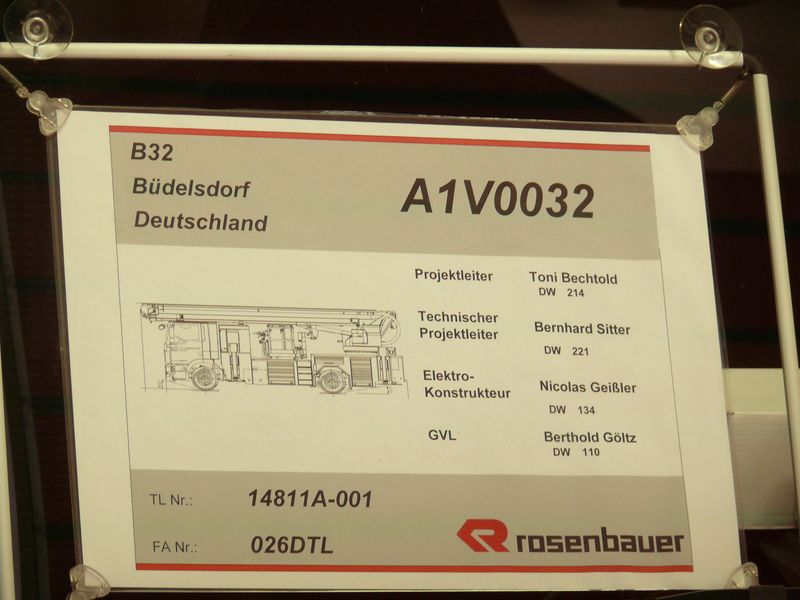 B32
Büdelsdorf
Deutschland
A1V0032
Projektleiter Toni Bechtold
DW 214
Technischer
Projektleiter Bernhard Sitter
DW 221
Elektro-
Konstrukteur Nicolas Geißler
DW 134
GVL Berthold Göltz
DW 110
TL Nr.: 14811A-001
FA Nr.: 026DTL
rosenbauer